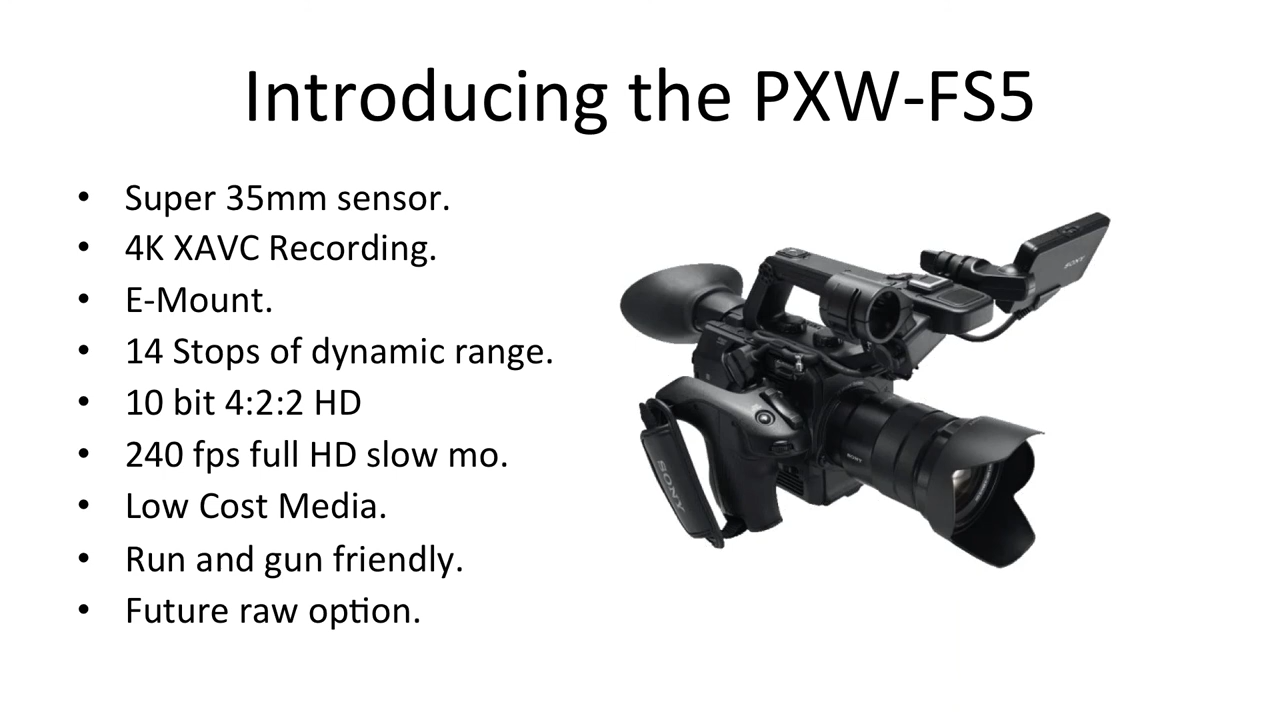 Introducing the PXW-FS5
• Super 35mm sensor.
• 4K XAVC Recording.
• E-Mount.
• 14 Stops of dynamic range.
• 10 bit 4:2:2 HD
• 240 fps full HD slow mo.
• Low Cost Media.
• Run and gun friendly.
• Future raw option.
SONY
SONY
SONY